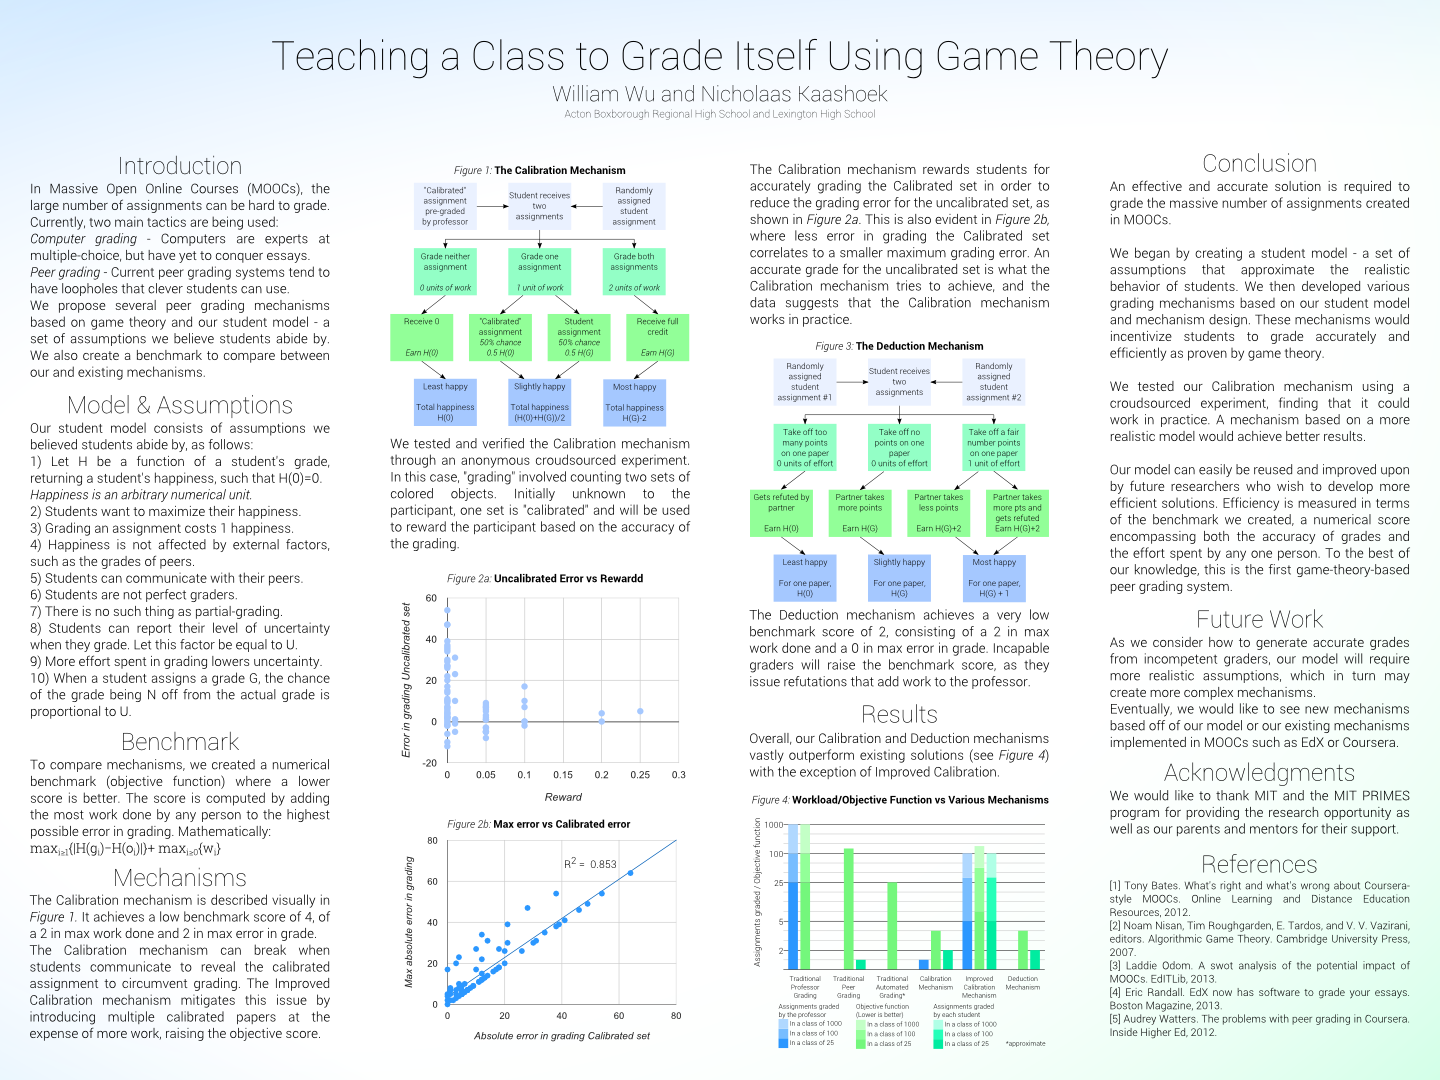 Teaching a Class to Grade Itself Using Game Theory
William Wu and Nicholaas Kaashoek
Acton Boxborough Regional High School and Lexington High School
Introduction
In Massive Open Online Courses (MOOCs), the
large number of assignments can be hard to grade.
Currently, two main tactics are being used:
Computer grading - Computers are experts at
multiple-choice, but have yet to conquer essays.
Peer grading - Current peer grading systems tend to
have loopholes that clever students can use.
We propose several peer grading mechanisms
based on game theory and our student model - a
set of assumptions we believe students abide by.
We also create a benchmark to compare between
our and existing mechanisms.
Model & Assumptions
Our student model consists of assumptions we
believed students abide by, as follows:
1) Let H be a function of a student's grade,
returning a student's happiness, such that H(0)=0.
Happiness is an arbitrary numerical unit.
2) Students want to maximize their happiness.
3) Grading an assignment costs 1 happiness.
4) Happiness is not affected by external factors,
such as the grades of peers.
5) Students can communicate with their peers.
6) Students are not perfect graders.
7) There is no such thing as partial-grading.
8) Students can report their level of uncertainty
when they grade. Let this factor be equal to U.
9) More effort spent in grading lowers uncertainty.
10) When a student assigns a grade G, the chance
of the grade being N off from the actual grade is
proportional to U.
Benchmark
To compare mechanisms, we created a numerical
benchmark (objective function) where a lower
score is better. The score is computed by adding
the most work done by any person to the highest
possible error in grading. Mathematically:
max_{i≥1}{|H(g_i)−H(o_i)|}+ max_{i≥0}{w_i}
Mechanisms
The Calibration mechanism is described visually in
Figure 1. It achieves a low benchmark score of 4, of
a 2 in max work done and 2 in max error in grade.
The Calibration mechanism can break when
students communicate to reveal the calibrated
assignment to circumvent grading. The Improved
Calibration mechanism mitigates this issue by
introducing multiple calibrated papers at the
expense of more work, raising the objective score.
Figure 1: The Calibration Mechanism
"Calibrated"
assignment
pre-graded
by professor
Student receives
two
assignments
Randomly
assigned
student
assignment
Grade neither
assignment
0 units of work
Grade one
assignment
1 unit of work
Grade both
assignments
2 units of work
Receive 0
Earn H(0)
"Calibrated"
assignment
50% chance
0.5 H(0)
Student
assignment
50% chance
0.5 H(G)
Receive full
credit
Earn H(G)
Least happy
Total happiness
H(0)
Slightly happy
Total happiness
(H(0)+H(G))/2
Most happy
Total happiness
H(G)-2
We tested and verified the Calibration mechanism
through an anonymous croudsourced experiment.
In this case, "grading" involved counting two sets of
colored objects. Initially unknown to the
participant, one set is "calibrated" and will be used
to reward the participant based on the accuracy of
the grading.
Figure 2a: Uncalibrated Error vs Rewardd
Error in grading Uncalibrated set
60
40
20
0
-20
0 0.05 0.1 0.15 0.2 0.25 0.3
Reward
Figure 2b: Max error vs Calibrated error
Max absolute error in grading
80
60
40
20
0
R² = 0.853
0 20 40 60 80
Absolute error in grading Calibrated set
The Calibration mechanism rewards students for
accurately grading the Calibrated set in order to
reduce the grading error for the uncalibrated set, as
shown in Figure 2a. This is also evident in Figure 2b,
where less error in grading the Calibrated set
correlates to a smaller maximum grading error. An
accurate grade for the uncalibrated set is what the
Calibration mechanism tries to achieve, and the
data suggests that the Calibration mechanism
works in practice.
Figure 3: The Deduction Mechanism
Randomly
assigned
student
assignment #1
Student receives
two
assignments
Randomly
assigned
student
assignment #2
Take off too
many points
on one paper
0 units of effort
Take off no
points on one
paper
0 units of effort
Take off a fair
number points
on one paper
1 unit of effort
Gets refuted by
partner
Earn H(0)
Partner takes
more points
Earn H(G)
Partner takes
less points
Earn H(G)+2
Partner takes
more pts and
gets refuted
Earn H(G)+2
Least happy
For one paper,
H(0)
Slightly happy
For one paper,
H(G)
Most happy
For one paper,
H(G) + 1
The Deduction mechanism achieves a very low
benchmark score of 2, consisting of a 2 in max
work done and a 0 in max error in grade. Incapable
graders will raise the benchmark score, as they
issue refutations that add work to the professor.
Results
Overall, our Calibration and Deduction mechanisms
vastly outperform existing solutions (see Figure 4)
with the exception of Improved Calibration.
Figure 4: Workload/Objective Function vs Various Mechanisms
Assignments graded / Objective function
1000
100
25
5
2
Traditional
Professor
Grading
Traditional
Peer
Grading
Traditional
Automated
Grading*
Calibration
Mechanism
Improved
Calibration
Mechanism
Deduction
Mechanism
Assignments graded
by the professor
In a class of 1000
In a class of 100
In a class of 25
Objective function
(Lower is better)
In a class of 1000
In a class of 100
In a class of 25
Assignments graded
by each student
In a class of 1000
In a class of 100
In a class of 25
*approximate
Conclusion
An effective and accurate solution is required to
grade the massive number of assignments created
in MOOCs.
We began by creating a student model - a set of
assumptions that approximate the realistic
behavior of students. We then developed various
grading mechanisms based on our student model
and mechanism design. These mechanisms would
incentivize students to grade accurately and
efficiently as proven by game theory.
We tested our Calibration mechanism using a
croudsourced experiment, finding that it could
work in practice. A mechanism based on a more
realistic model would achieve better results.
Our model can easily be reused and improved upon
by future researchers who wish to develop more
efficient solutions. Efficiency is measured in terms
of the benchmark we created, a numerical score
encompassing both the accuracy of grades and
the effort spent by any one person. To the best of
our knowledge, this is the first game-theory-based
peer grading system.
Future Work
As we consider how to generate accurate grades
from incompetent graders, our model will require
more realistic assumptions, which in turn may
create more complex mechanisms.
Eventually, we would like to see new mechanisms
based off of our model or our existing mechanisms
implemented in MOOCs such as EdX or Coursera.
Acknowledgments
We would like to thank MIT and the MIT PRIMES
program for providing the research opportunity as
well as our parents and mentors for their support.
References
[1] Tony Bates. What's right and what's wrong about Coursera-
style MOOCs. Online Learning and Distance Education
Resources, 2012.
[2] Noam Nisan, Tim Roughgarden, E. Tardos, and V. V. Vazirani,
editors. Algorithmic Game Theory. Cambridge University Press,
2007.
[3] Laddie Odom. A swot analysis of the potential impact of
MOOCs. EdITLib, 2013.
[4] Eric Randall. EdX now has software to grade your essays.
Boston Magazine, 2013.
[5] Audrey Watters. The problems with peer grading in Coursera.
Inside Higher Ed, 2012.